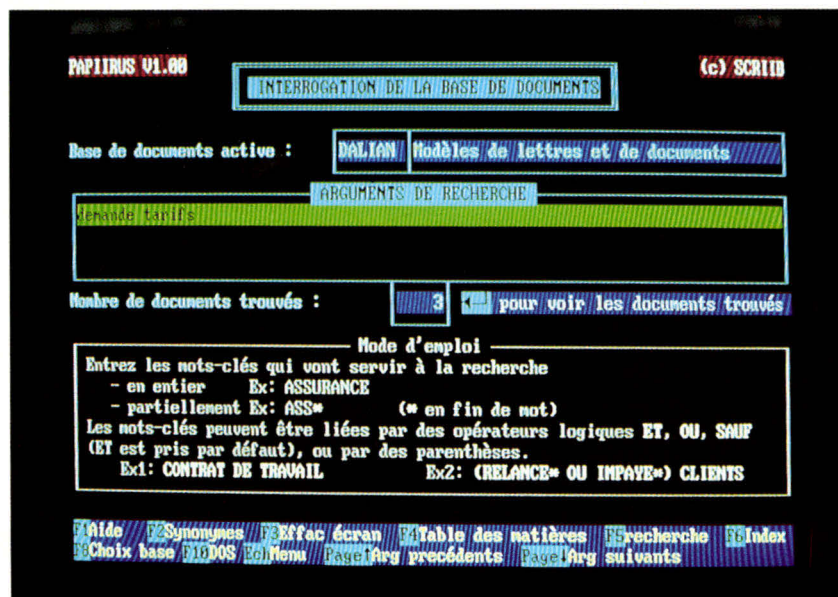 PAPIIRUS V1.00
(c) SCRIIB
INTERROGATION DE LA BASE DE DOCUMENTS
Base de documents active : DALIAN Modèles de lettres et de documents
ARGUMENTS DE RECHERCHE
demande tarifs
Nombre de documents trouvés : 3 pour voir les documents trouvés
Mode d'emploi
Entrez les mots-clés qui vont servir à la recherche
- en entier Ex: ASSURANCE
- partiellement Ex: ASS* (* en fin de mot)
Les mots-clés peuvent être liées par des opérateurs logiques ET, OU, SAUF
(ET est pris par défaut), ou par des parenthèses.
Ex1: CONTRAT DE TRAVAIL Ex2: (RELANCE* OU IMPAYE*) CLIENTS
F1Aide F2Synonymes F3Effac écran F4Table des matières F5recherche F6Index
F8Choix base F10DOS EchMenu Page↑Arg precédents Page↓Arg suivants